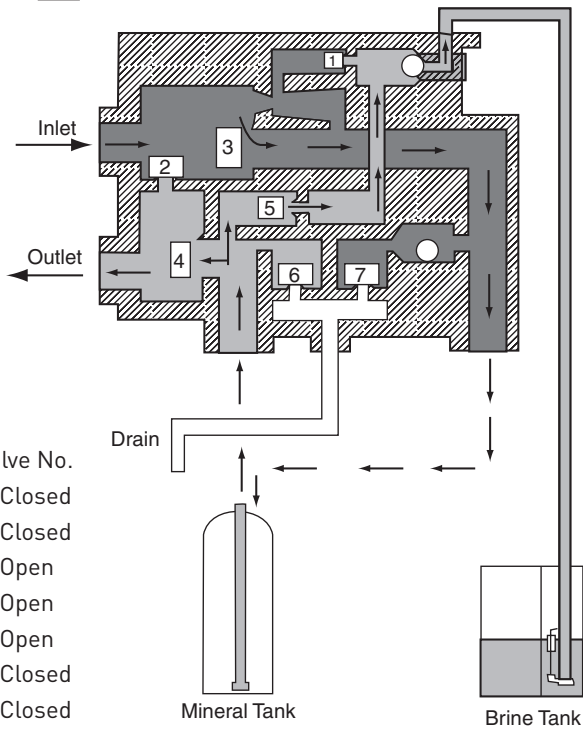 1
2
3
4
5
6
7
Inlet
Outlet
Drain
lve No.
Closed
Closed
Open
Open
Open
Closed
Closed
Mineral Tank
Brine Tank